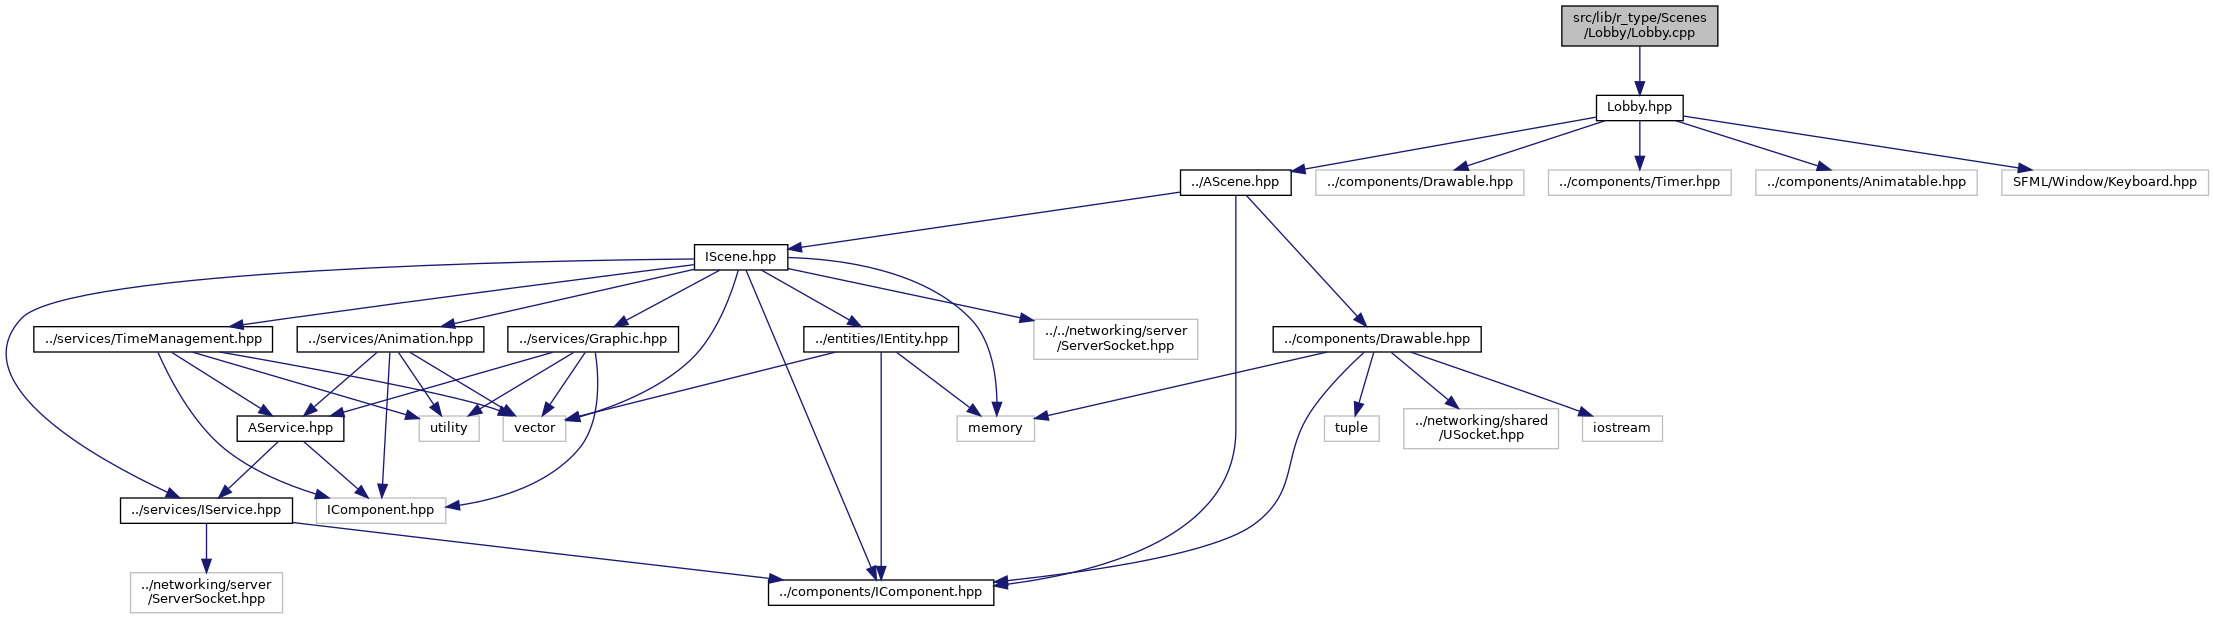 src/lib/r_type/Scenes
/Lobby/Lobby.cpp
Lobby.hpp
../AScene.hpp
../components/Drawable.hpp
../components/Timer.hpp
../components/Animatable.hpp
SFML/Window/Keyboard.hpp
IScene.hpp
../services/TimeManagement.hpp
../services/Animation.hpp
../services/Graphic.hpp
../entities/IEntity.hpp
../../networking/server
/ServerSocket.hpp
../components/Drawable.hpp
AService.hpp
utility
vector
memory
tuple
../networking/shared
/USocket.hpp
iostream
../services/IService.hpp
IComponent.hpp
../networking/server
/ServerSocket.hpp
../components/IComponent.hpp